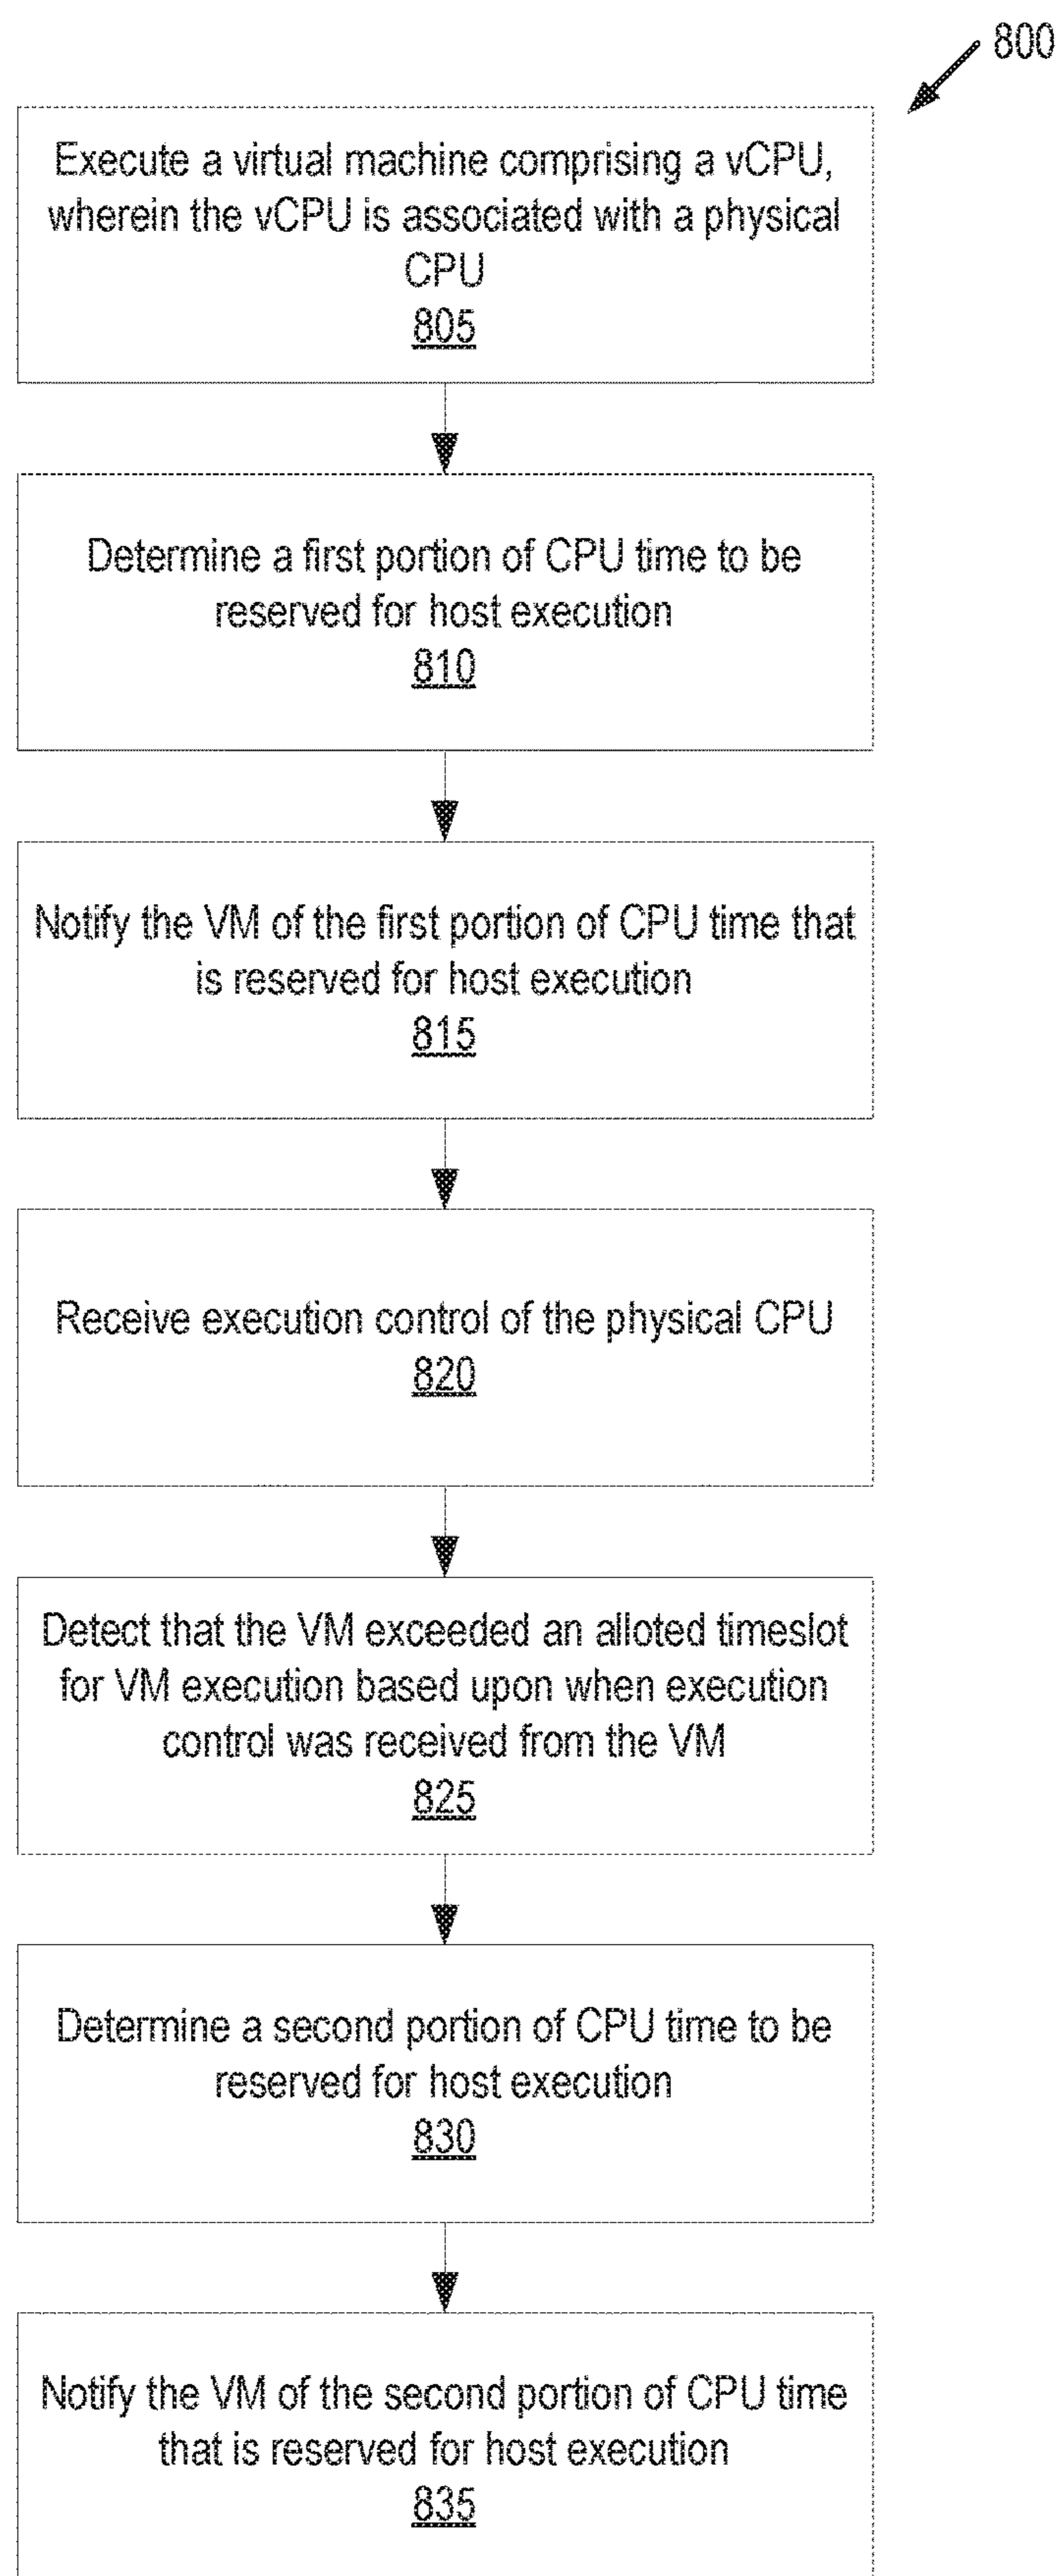 800
Execute a virtual machine comprising a vCPU,
wherein the vCPU is associated with a physical
CPU
805
Determine a first portion of CPU time to be
reserved for host execution
810
Notify the VM of the first portion of CPU time that
is reserved for host execution
815
Receive execution control of the physical CPU
820
Detect that the VM exceeded an alloted timeslot
for VM execution based upon when execution
control was received from the VM
825
Determine a second portion of CPU time to be
reserved for host execution
830
Notify the VM of the second portion of CPU time
that is reserved for host execution
835